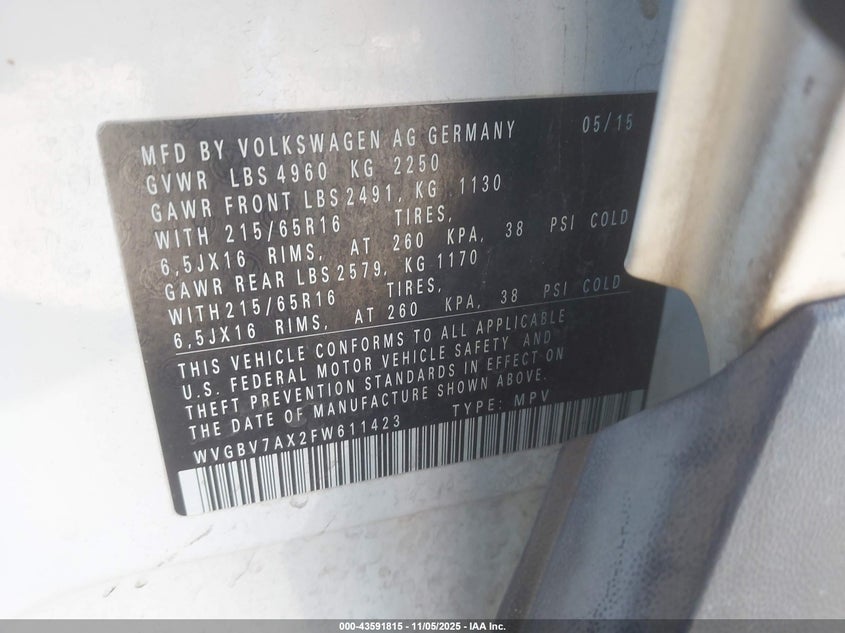 MFD BY VOLKSWAGEN AG GERMANY 05/15
GVWR LBS 4960 KG 2250
GAWR FRONT LBS 2491, KG 1130
WITH 215/65R16 TIRES,
6,5JX16 RIMS, AT 260 KPA, 38 PSI COLD
GAWR REAR LBS 2579, KG 1170
WITH 215/65R16 TIRES,
6,5JX16 RIMS, AT 260 KPA, 38 PSI COLD
THIS VEHICLE CONFORMS TO ALL APPLICABLE
U.S. FEDERAL MOTOR VEHICLE SAFETY AND
THEFT PREVENTION STANDARDS IN EFFECT ON
THE DATE OF MANUFACTURE SHOWN ABOVE.
WVGBV7AX2FW611423 TYPE: MPV
000-43591815 - 11/05/2025 - IAA Inc.